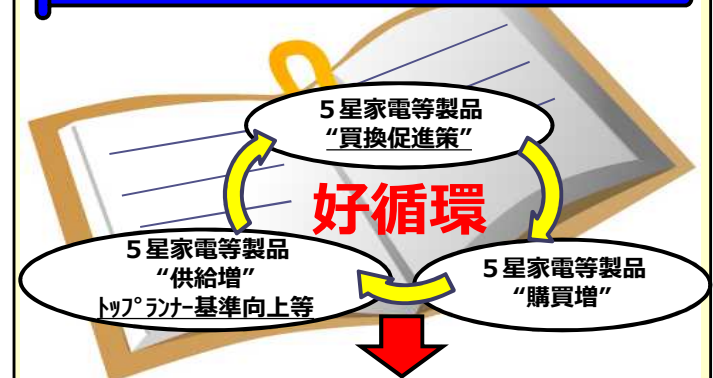 ５星家電等製品
“買換促進策”
好循環
５星家電等製品
“供給増”
ﾄｯﾌﾟﾗﾝﾅｰ基準向上等
５星家電等製品
“購買増”